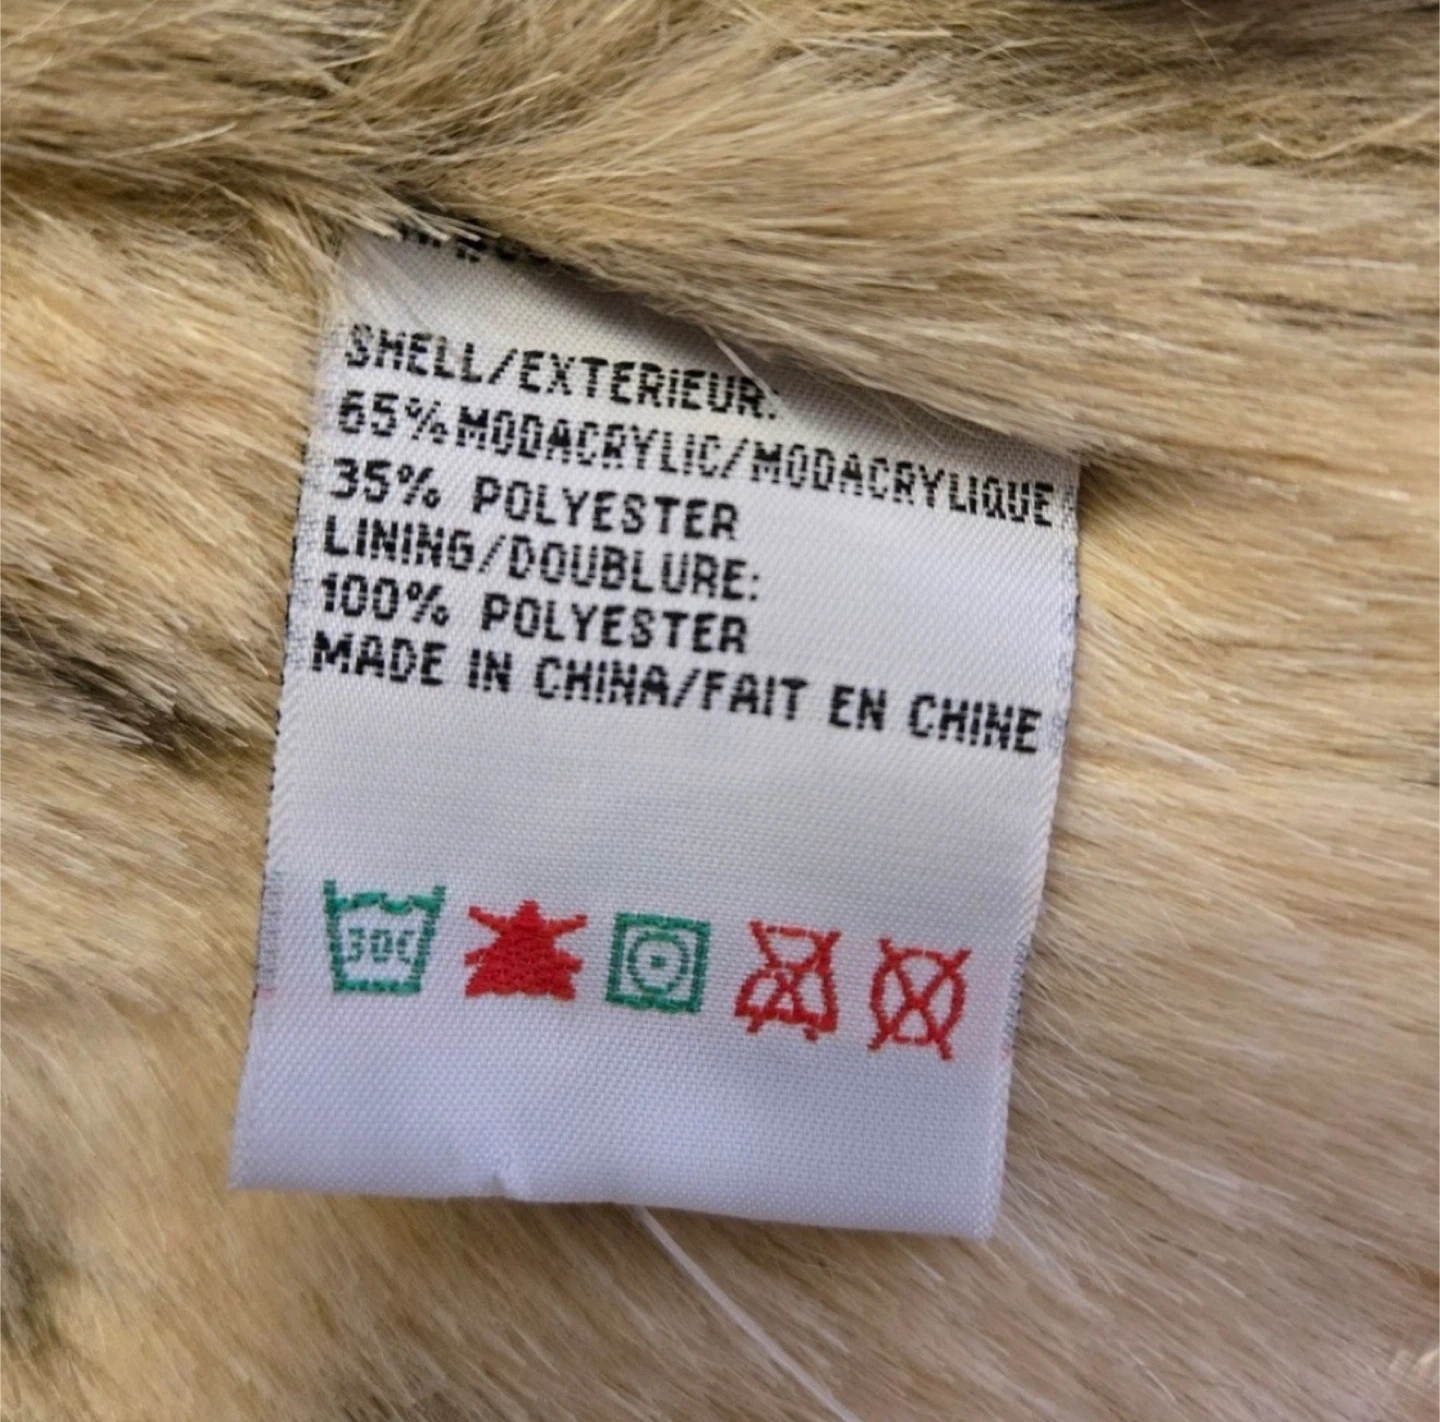 SHELL/EXTERIEUR:
65%MODACRYLIC/MODACRYLIQUE
35% POLYESTER
LINING/DOUBLURE:
100% POLYESTER
MADE IN CHINA/FAIT EN CHINE
30C